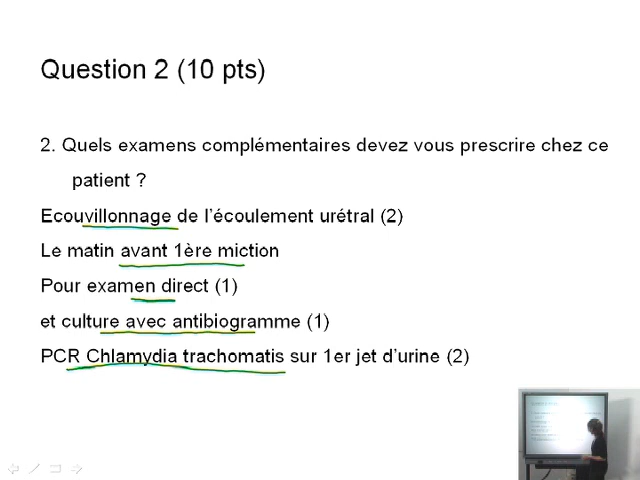 Question 2 (10 pts)
2. Quels examens complémentaires devez vous prescrire chez ce
patient ?
Ecouvillonnage de l'écoulement urétral (2)
Le matin avant 1ère miction
Pour examen direct (1)
et culture avec antibiogramme (1)
PCR Chlamydia trachomatis sur 1er jet d'urine (2)